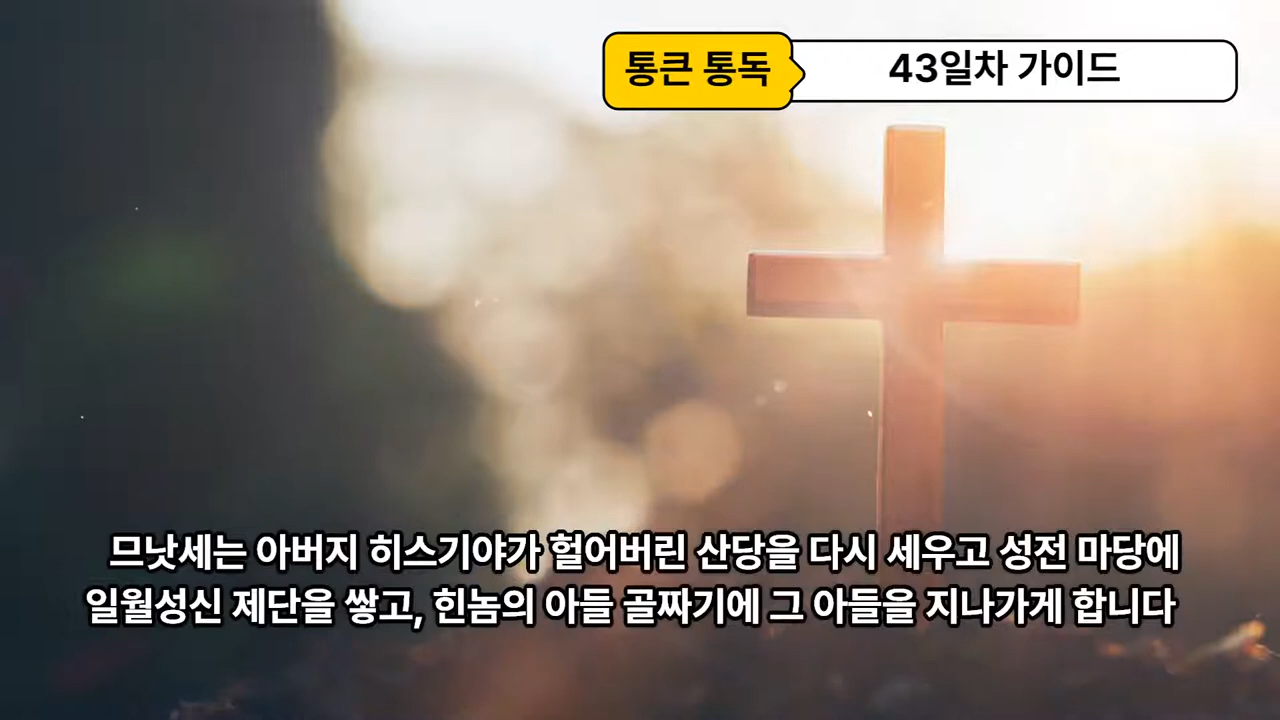 통큰 통독
43일차 가이드
므낫세는 아버지 히스기야가 헐어버린 산당을 다시 세우고 성전 마당에
일월성신 제단을 쌓고, 힌놈의 아들 골짜기에 그 아들을 지나가게 합니다